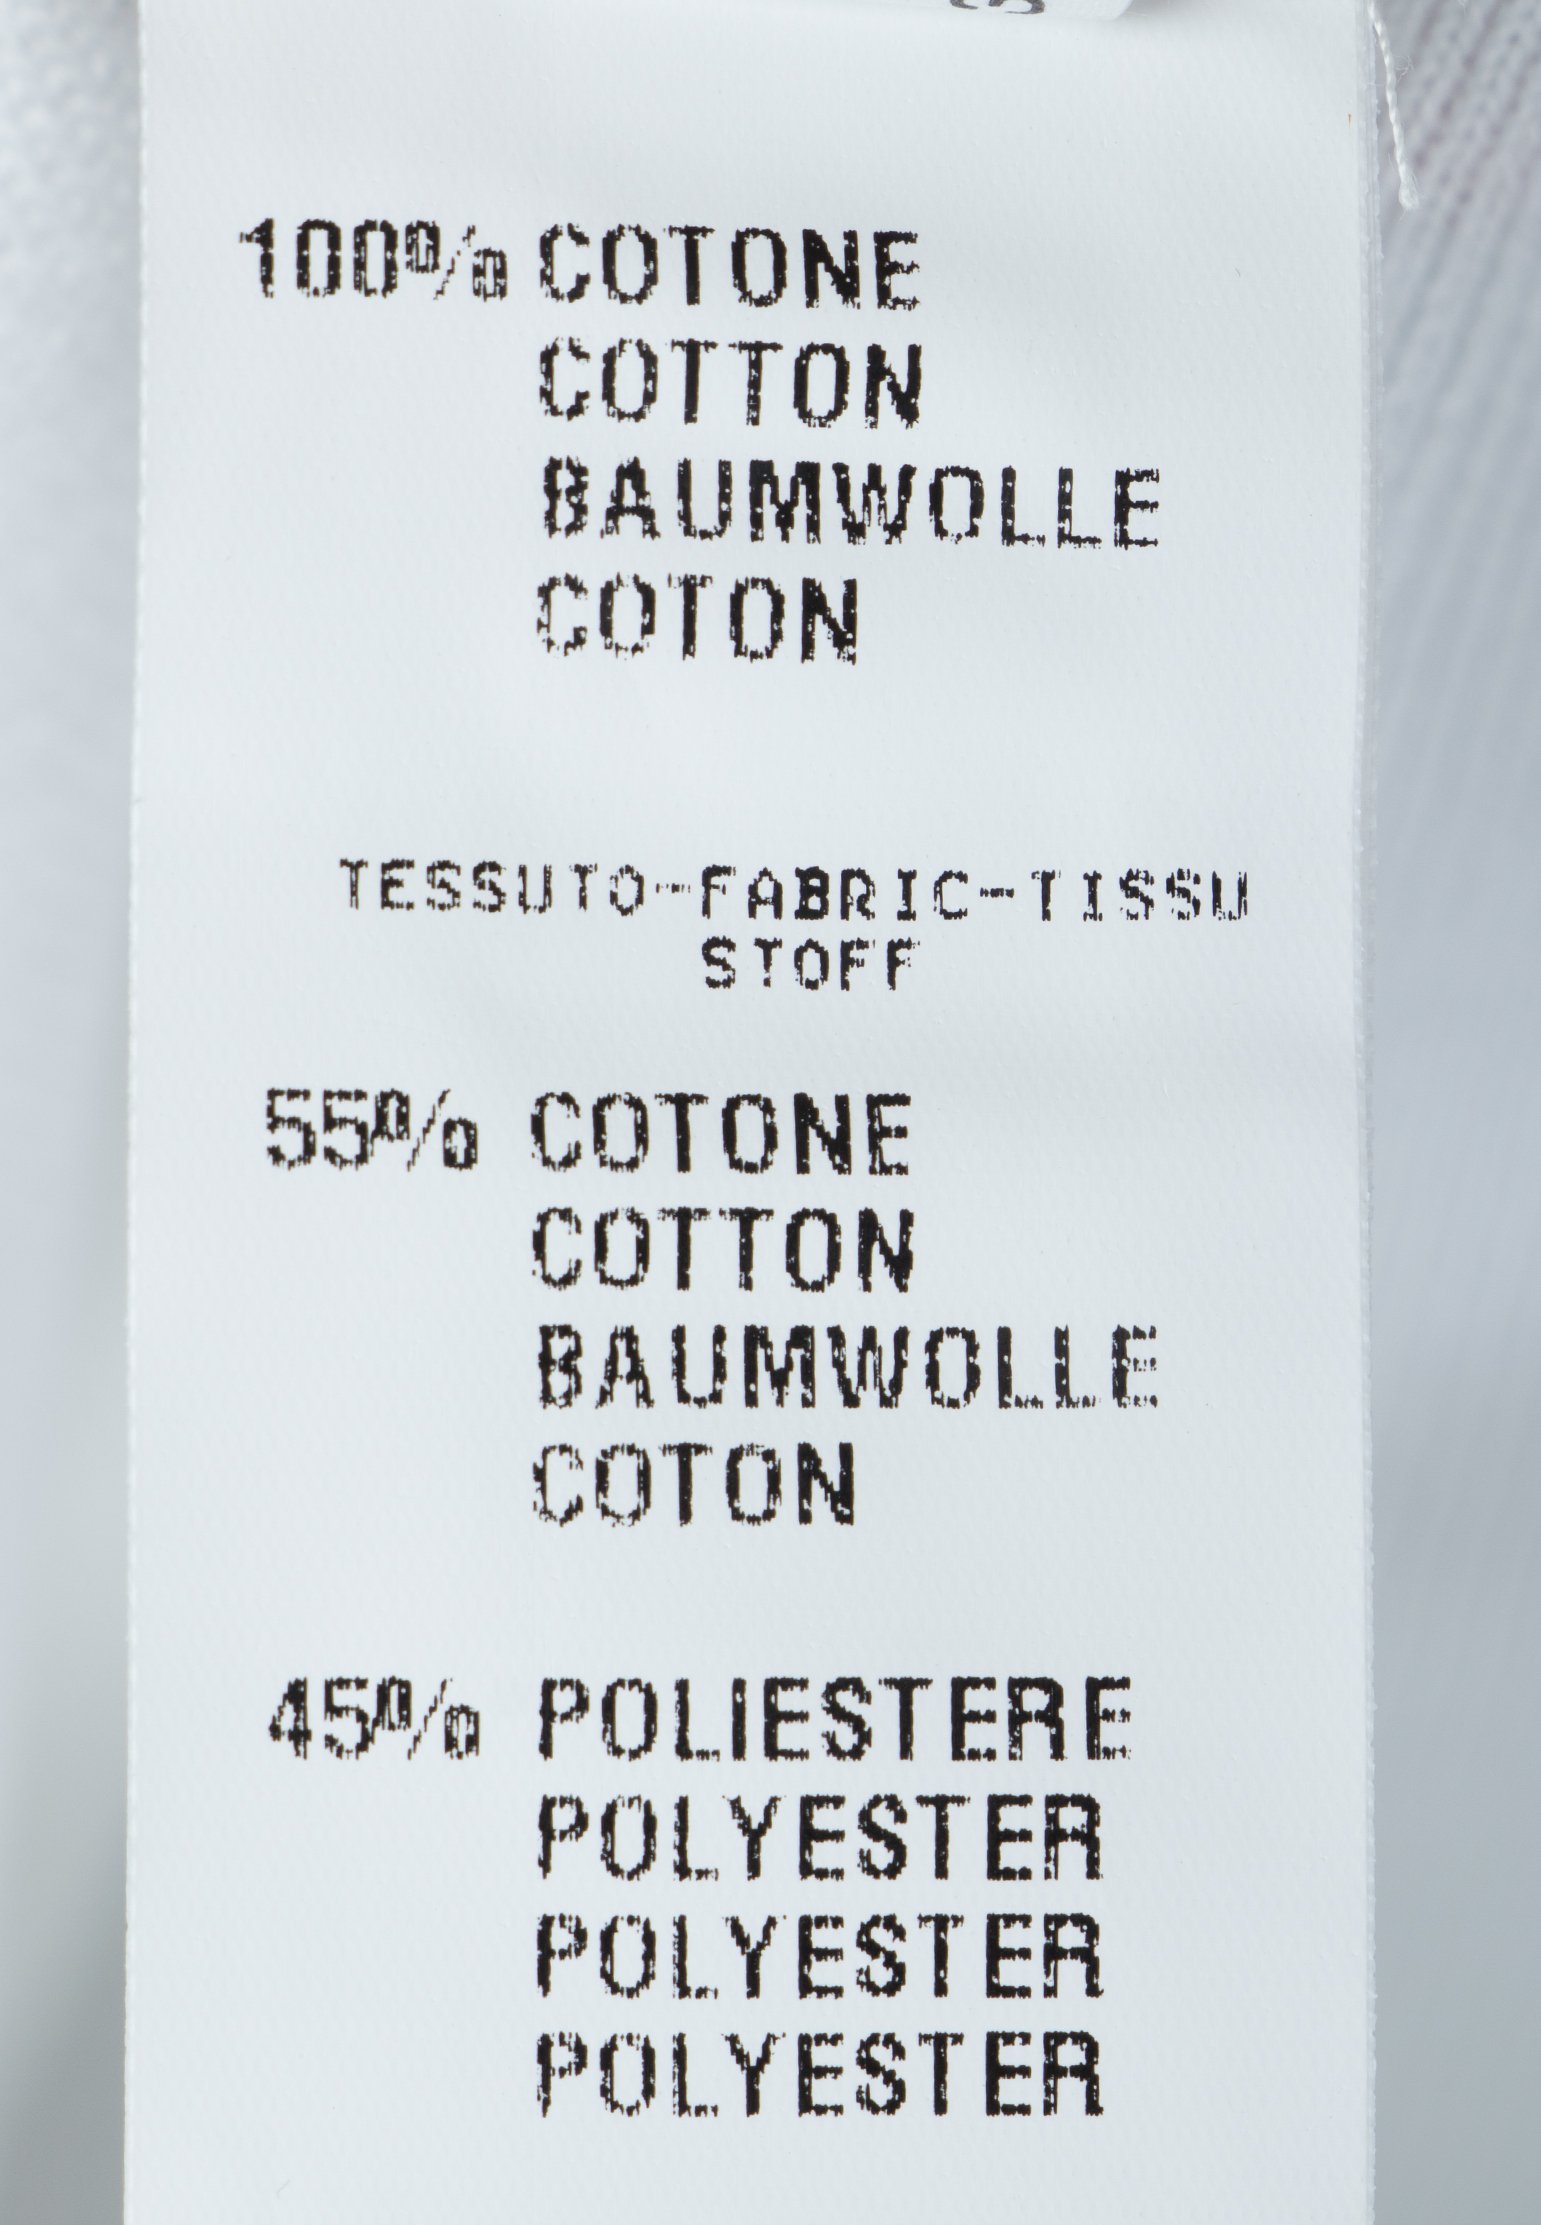 100% COTONE
COTTON
BAUMWOLLE
COTON
TESSUTO-FABRIC-TISSU
STOFF
55% COTONE
COTTON
BAUMWOLLE
COTON
45% POLIESTERE
POLYESTER
POLYESTER
POLYESTER